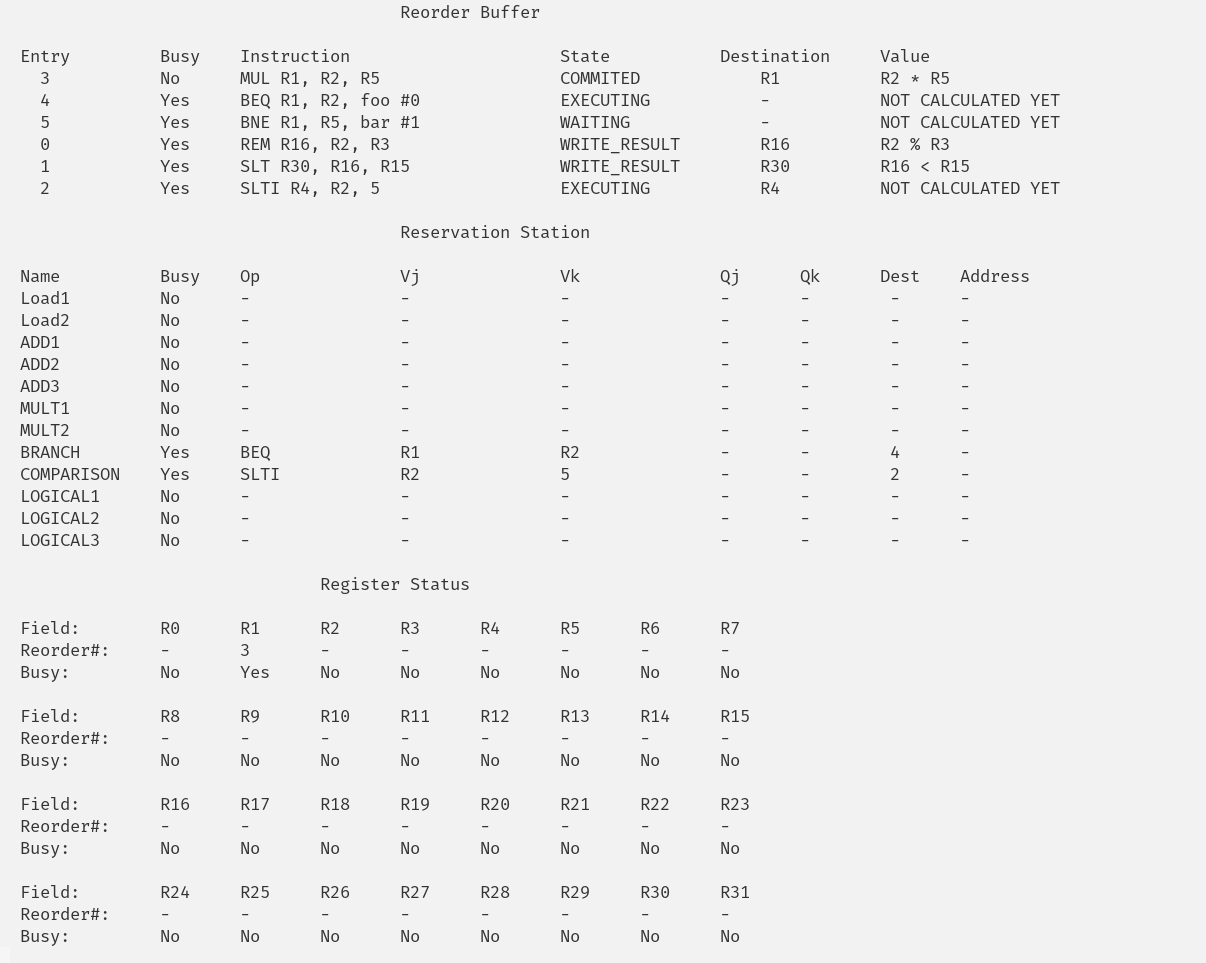 Reorder Buffer
Entry Busy Instruction State Destination Value
3 No MUL R1, R2, R5 COMMITED R1 R2 * R5
4 Yes BEQ R1, R2, foo #0 EXECUTING - NOT CALCULATED YET
5 Yes BNE R1, R5, bar #1 WAITING - NOT CALCULATED YET
0 Yes REM R16, R2, R3 WRITE_RESULT R16 R2 % R3
1 Yes SLT R30, R16, R15 WRITE_RESULT R30 R16 < R15
2 Yes SLTI R4, R2, 5 EXECUTING R4 NOT CALCULATED YET
Reservation Station
Name Busy Op Vj Vk Qj Qk Dest Address
Load1 No - - - - - - -
Load2 No - - - - - - -
ADD1 No - - - - - - -
ADD2 No - - - - - - -
ADD3 No - - - - - - -
MULT1 No - - - - - - -
MULT2 No - - - - - - -
BRANCH Yes BEQ R1 R2 - - 4 -
COMPARISON Yes SLTI R2 5 - - 2 -
LOGICAL1 No - - - - - - -
LOGICAL2 No - - - - - - -
LOGICAL3 No - - - - - - -
Register Status
Field: R0 R1 R2 R3 R4 R5 R6 R7
Reorder#: - 3 - - - - - -
Busy: No Yes No No No No No No
Field: R8 R9 R10 R11 R12 R13 R14 R15
Reorder#: - - - - - - - -
Busy: No No No No No No No No
Field: R16 R17 R18 R19 R20 R21 R22 R23
Reorder#: - - - - - - - -
Busy: No No No No No No No No
Field: R24 R25 R26 R27 R28 R29 R30 R31
Reorder#: - - - - - - - -
Busy: No No No No No No No No